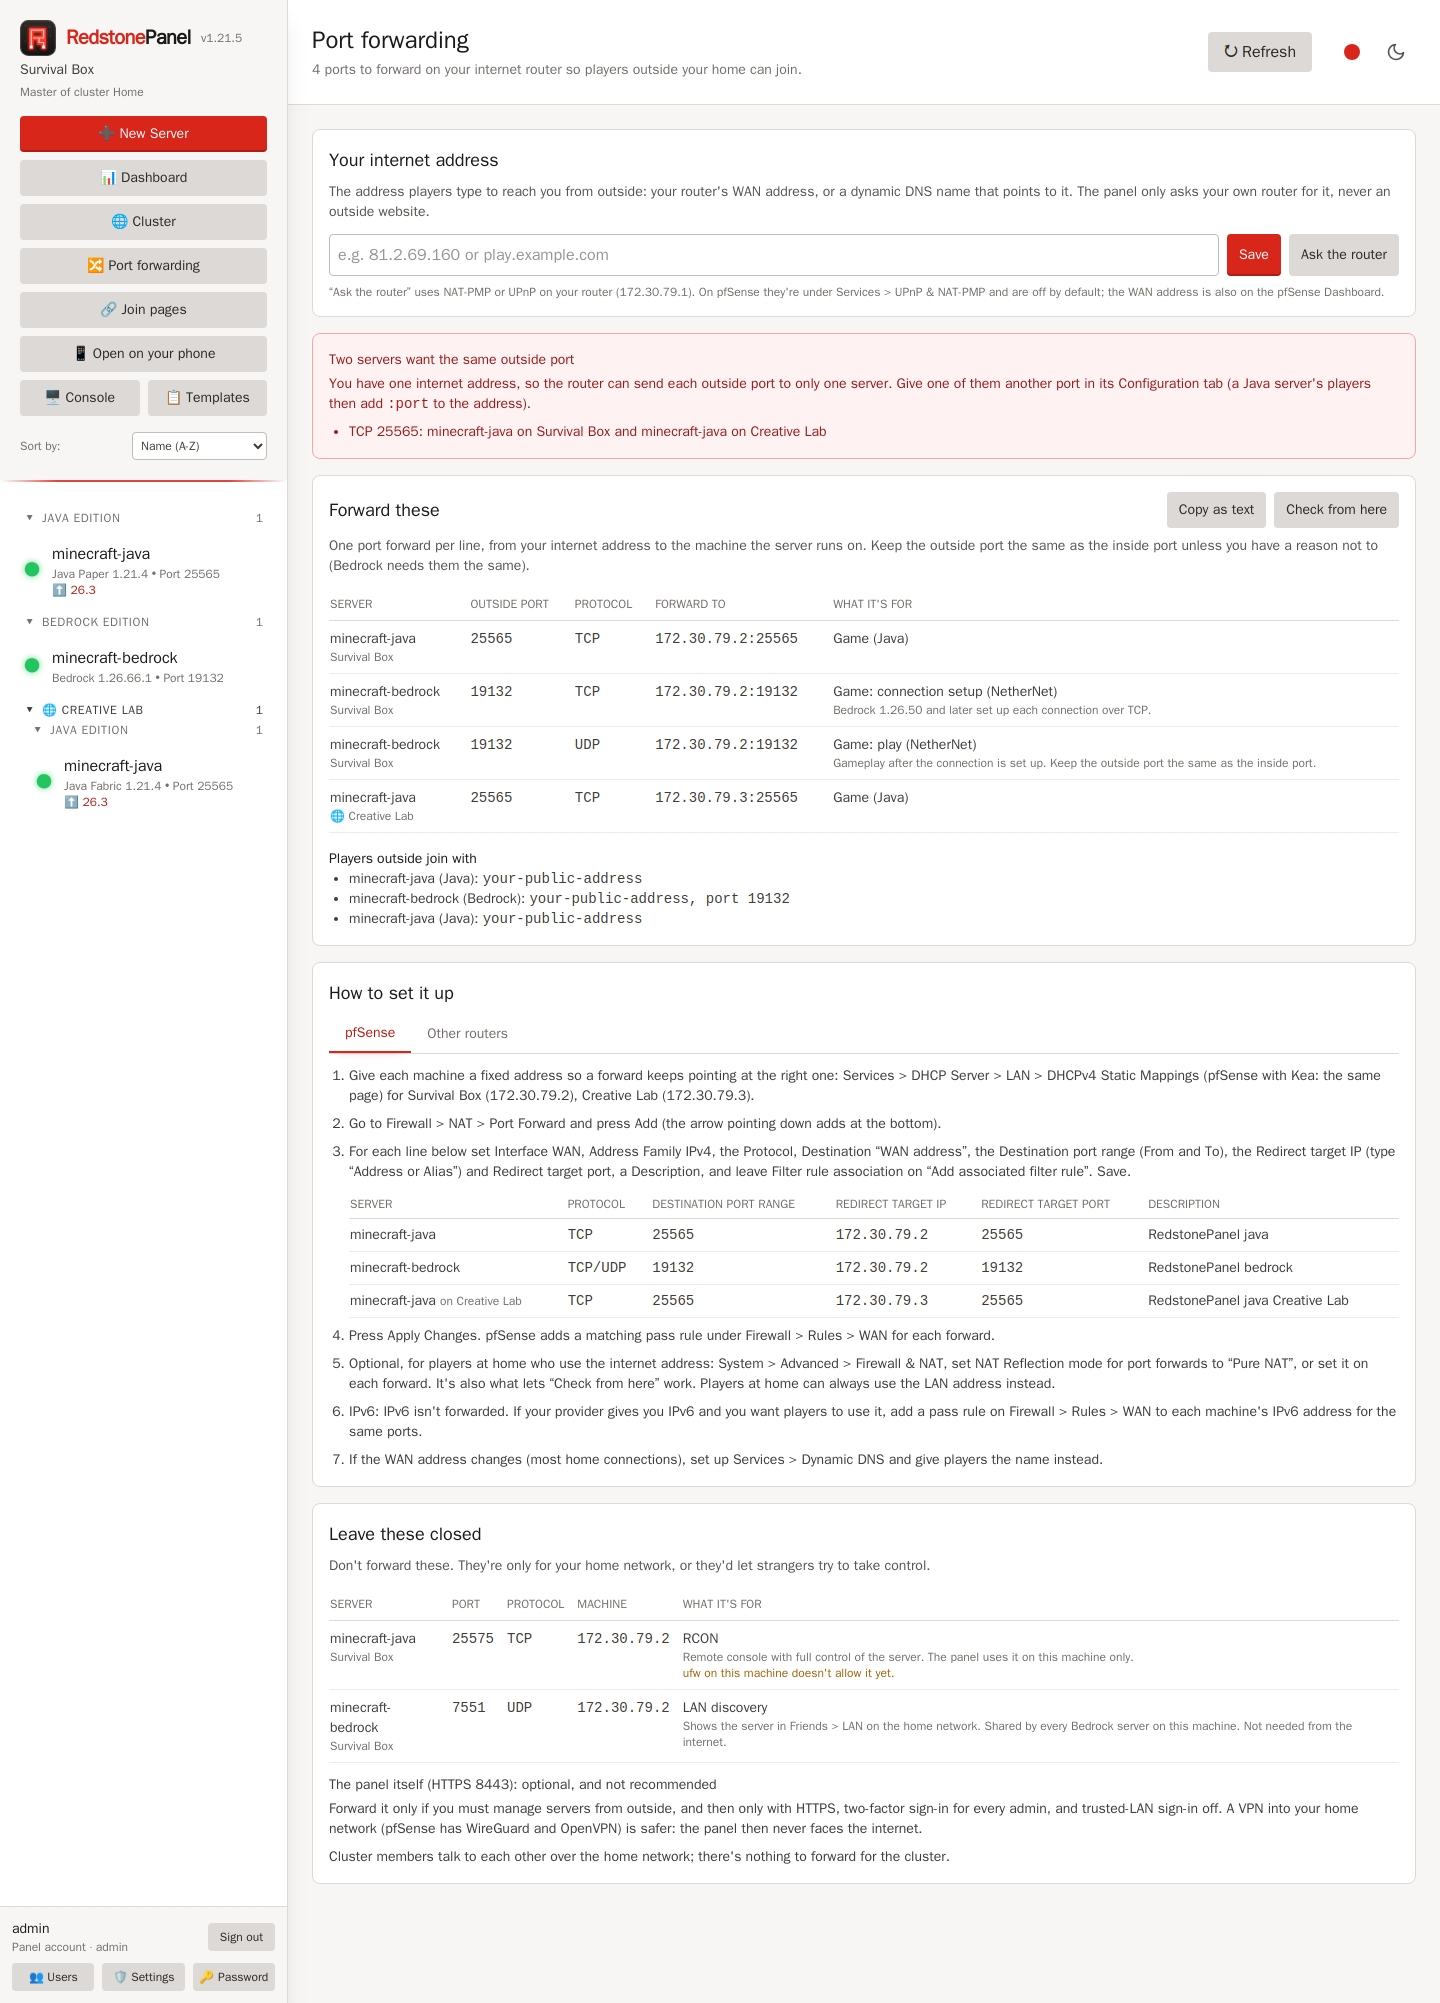 RedstonePanel v1.21.5
Survival Box
Master of cluster Home
➕ New Server
📊 Dashboard
🌐 Cluster
🔀 Port forwarding
🔗 Join pages
📱 Open on your phone
🖥️ Console
📋 Templates
Sort by:
Name (A-Z)
▼ JAVA EDITION 1
minecraft-java
Java Paper 1.21.4 • Port 25565
⬆️ 26.3
▼ BEDROCK EDITION 1
minecraft-bedrock
Bedrock 1.26.66.1 • Port 19132
▼ 🌐 CREATIVE LAB 1
▼ JAVA EDITION 1
minecraft-java
Java Fabric 1.21.4 • Port 25565
⬆️ 26.3
admin
Panel account · admin
Sign out
👥 Users
🛡️ Settings
🔑 Password
Port forwarding
4 ports to forward on your internet router so players outside your home can join.
↻ Refresh
Your internet address
The address players type to reach you from outside: your router's WAN address, or a dynamic DNS name that points to it. The panel only asks your own router for it, never an
outside website.
e.g. 81.2.69.160 or play.example.com
Save
Ask the router
“Ask the router” uses NAT-PMP or UPnP on your router (172.30.79.1). On pfSense they're under Services > UPnP & NAT-PMP and are off by default; the WAN address is also on the pfSense Dashboard.
Two servers want the same outside port
You have one internet address, so the router can send each outside port to only one server. Give one of them another port in its Configuration tab (a Java server's players
then add :port to the address).
• TCP 25565: minecraft-java on Survival Box and minecraft-java on Creative Lab
Forward these
Copy as text
Check from here
One port forward per line, from your internet address to the machine the server runs on. Keep the outside port the same as the inside port unless you have a reason not to
(Bedrock needs them the same).
SERVER OUTSIDE PORT PROTOCOL FORWARD TO WHAT IT'S FOR
minecraft-java 25565 TCP 172.30.79.2:25565 Game (Java)
Survival Box
minecraft-bedrock 19132 TCP 172.30.79.2:19132 Game: connection setup (NetherNet)
Survival Box Bedrock 1.26.50 and later set up each connection over TCP.
minecraft-bedrock 19132 UDP 172.30.79.2:19132 Game: play (NetherNet)
Survival Box Gameplay after the connection is set up. Keep the outside port the same as the inside port.
minecraft-java 25565 TCP 172.30.79.3:25565 Game (Java)
🌐 Creative Lab
Players outside join with
• minecraft-java (Java): your-public-address
• minecraft-bedrock (Bedrock): your-public-address, port 19132
• minecraft-java (Java): your-public-address
How to set it up
pfSense
Other routers
1. Give each machine a fixed address so a forward keeps pointing at the right one: Services > DHCP Server > LAN > DHCPv4 Static Mappings (pfSense with Kea: the same
page) for Survival Box (172.30.79.2), Creative Lab (172.30.79.3).
2. Go to Firewall > NAT > Port Forward and press Add (the arrow pointing down adds at the bottom).
3. For each line below set Interface WAN, Address Family IPv4, the Protocol, Destination “WAN address”, the Destination port range (From and To), the Redirect target IP (type
“Address or Alias”) and Redirect target port, a Description, and leave Filter rule association on “Add associated filter rule”. Save.
SERVER PROTOCOL DESTINATION PORT RANGE REDIRECT TARGET IP REDIRECT TARGET PORT DESCRIPTION
minecraft-java TCP 25565 172.30.79.2 25565 RedstonePanel java
minecraft-bedrock TCP/UDP 19132 172.30.79.2 19132 RedstonePanel bedrock
minecraft-java on Creative Lab TCP 25565 172.30.79.3 25565 RedstonePanel java Creative Lab
4. Press Apply Changes. pfSense adds a matching pass rule under Firewall > Rules > WAN for each forward.
5. Optional, for players at home who use the internet address: System > Advanced > Firewall & NAT, set NAT Reflection mode for port forwards to “Pure NAT”, or set it on
each forward. It's also what lets “Check from here” work. Players at home can always use the LAN address instead.
6. IPv6: IPv6 isn't forwarded. If your provider gives you IPv6 and you want players to use it, add a pass rule on Firewall > Rules > WAN to each machine's IPv6 address for the
same ports.
7. If the WAN address changes (most home connections), set up Services > Dynamic DNS and give players the name instead.
Leave these closed
Don't forward these. They're only for your home network, or they'd let strangers try to take control.
SERVER PORT PROTOCOL MACHINE WHAT IT'S FOR
minecraft-java 25575 TCP 172.30.79.2 RCON
Survival Box Remote console with full control of the server. The panel uses it on this machine only.
ufw on this machine doesn't allow it yet.
minecraft- 7551 UDP 172.30.79.2 LAN discovery
bedrock Shows the server in Friends > LAN on the home network. Shared by every Bedrock server on this machine. Not needed from the
Survival Box internet.
The panel itself (HTTPS 8443): optional, and not recommended
Forward it only if you must manage servers from outside, and then only with HTTPS, two-factor sign-in for every admin, and trusted-LAN sign-in off. A VPN into your home
network (pfSense has WireGuard and OpenVPN) is safer: the panel then never faces the internet.
Cluster members talk to each other over the home network; there's nothing to forward for the cluster.